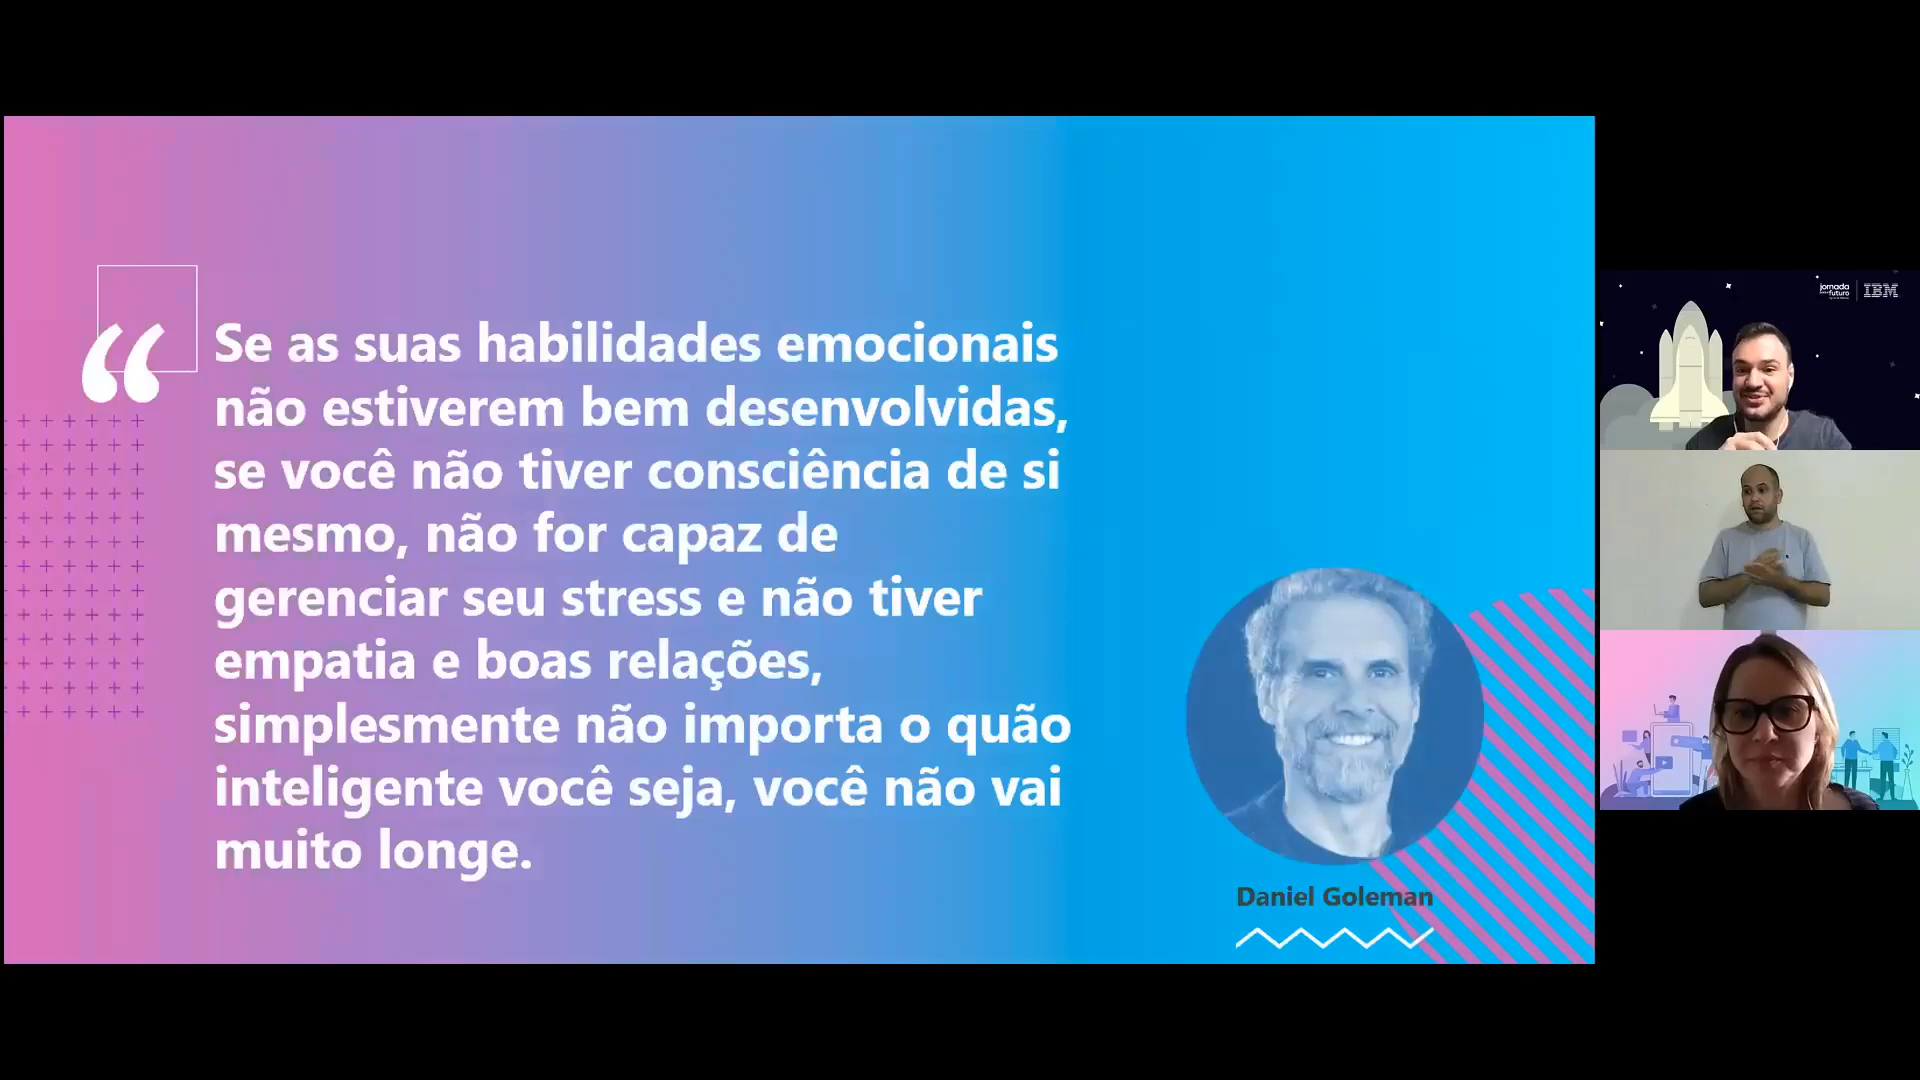 “
Se as suas habilidades emocionais
não estiverem bem desenvolvidas,
se você não tiver consciência de si
mesmo, não for capaz de
gerenciar seu stress e não tiver
empatia e boas relações,
simplesmente não importa o quão
inteligente você seja, você não vai
muito longe.
Daniel Goleman
jornada
futuro
IBM